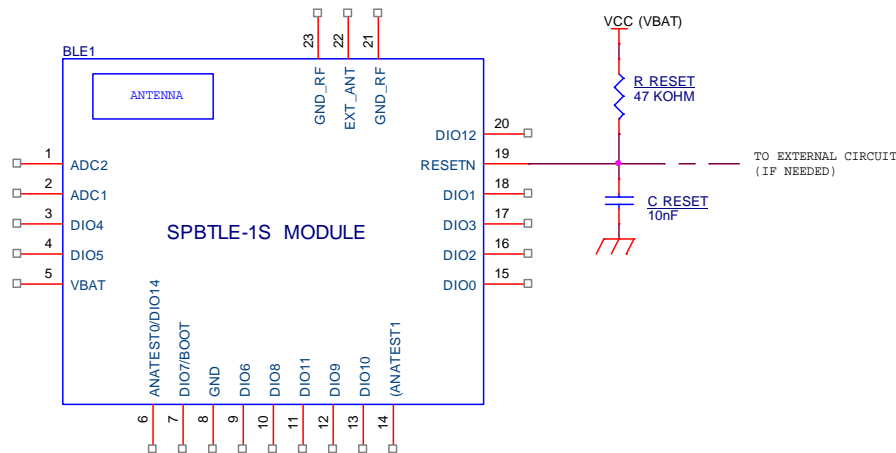 23
22
21
VCC (VBAT)
BLE1
GND_RF
EXT_ANT
GND_RF
R RESET
47 KOHM
ANTENNA
DIO12
20
1
ADC2
RESETN
19
TO EXTERNAL CIRCUIT
(IF NEEDED)
2
ADC1
DIO1
18
3
DIO4
SPBTLE-1S MODULE
DIO3
17
C RESET
10nF
4
DIO5
DIO2
16
5
VBAT
DIO0
15
ANATEST0/DIO14
DIO7/BOOT
GND
DIO6
DIO8
DIO11
DIO9
DIO10
(ANATEST1
6
7
8
9
10
11
12
13
14